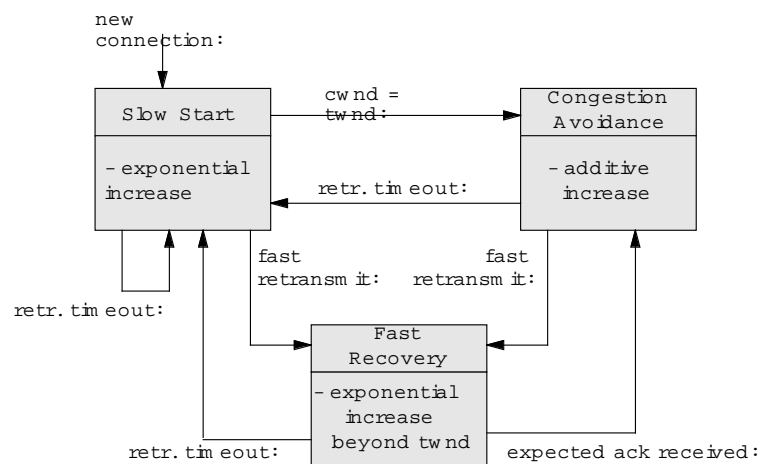 new
connection:
Slow Start
- exponential
increase
cwnd =
twnd:
Congestion
Avoidance
- additive
increase
retr.timeout:
fast
retransmit:
fast
retransmit:
retr.timeout:
Fast
Recovery
- exponential
increase
beyond twnd
retr.timeout:
expected ack received: